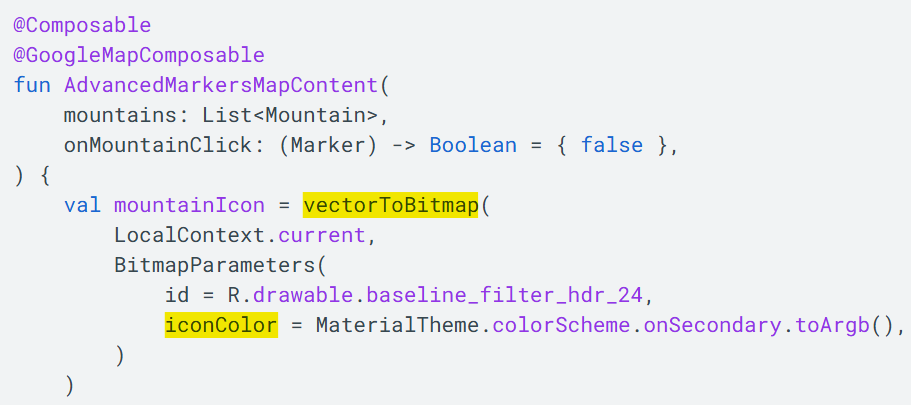 @Composable
@GoogleMapComposable
fun AdvancedMarkersMapContent(
    mountains: List<Mountain>,
    onMountainClick: (Marker) -> Boolean = { false },
) {
    val mountainIcon = vectorToBitmap(
        LocalContext.current,
        BitmapParameters(
            id = R.drawable.baseline_filter_hdr_24,
            iconColor = MaterialTheme.colorScheme.onSecondary.toArgb(),
        )
    )